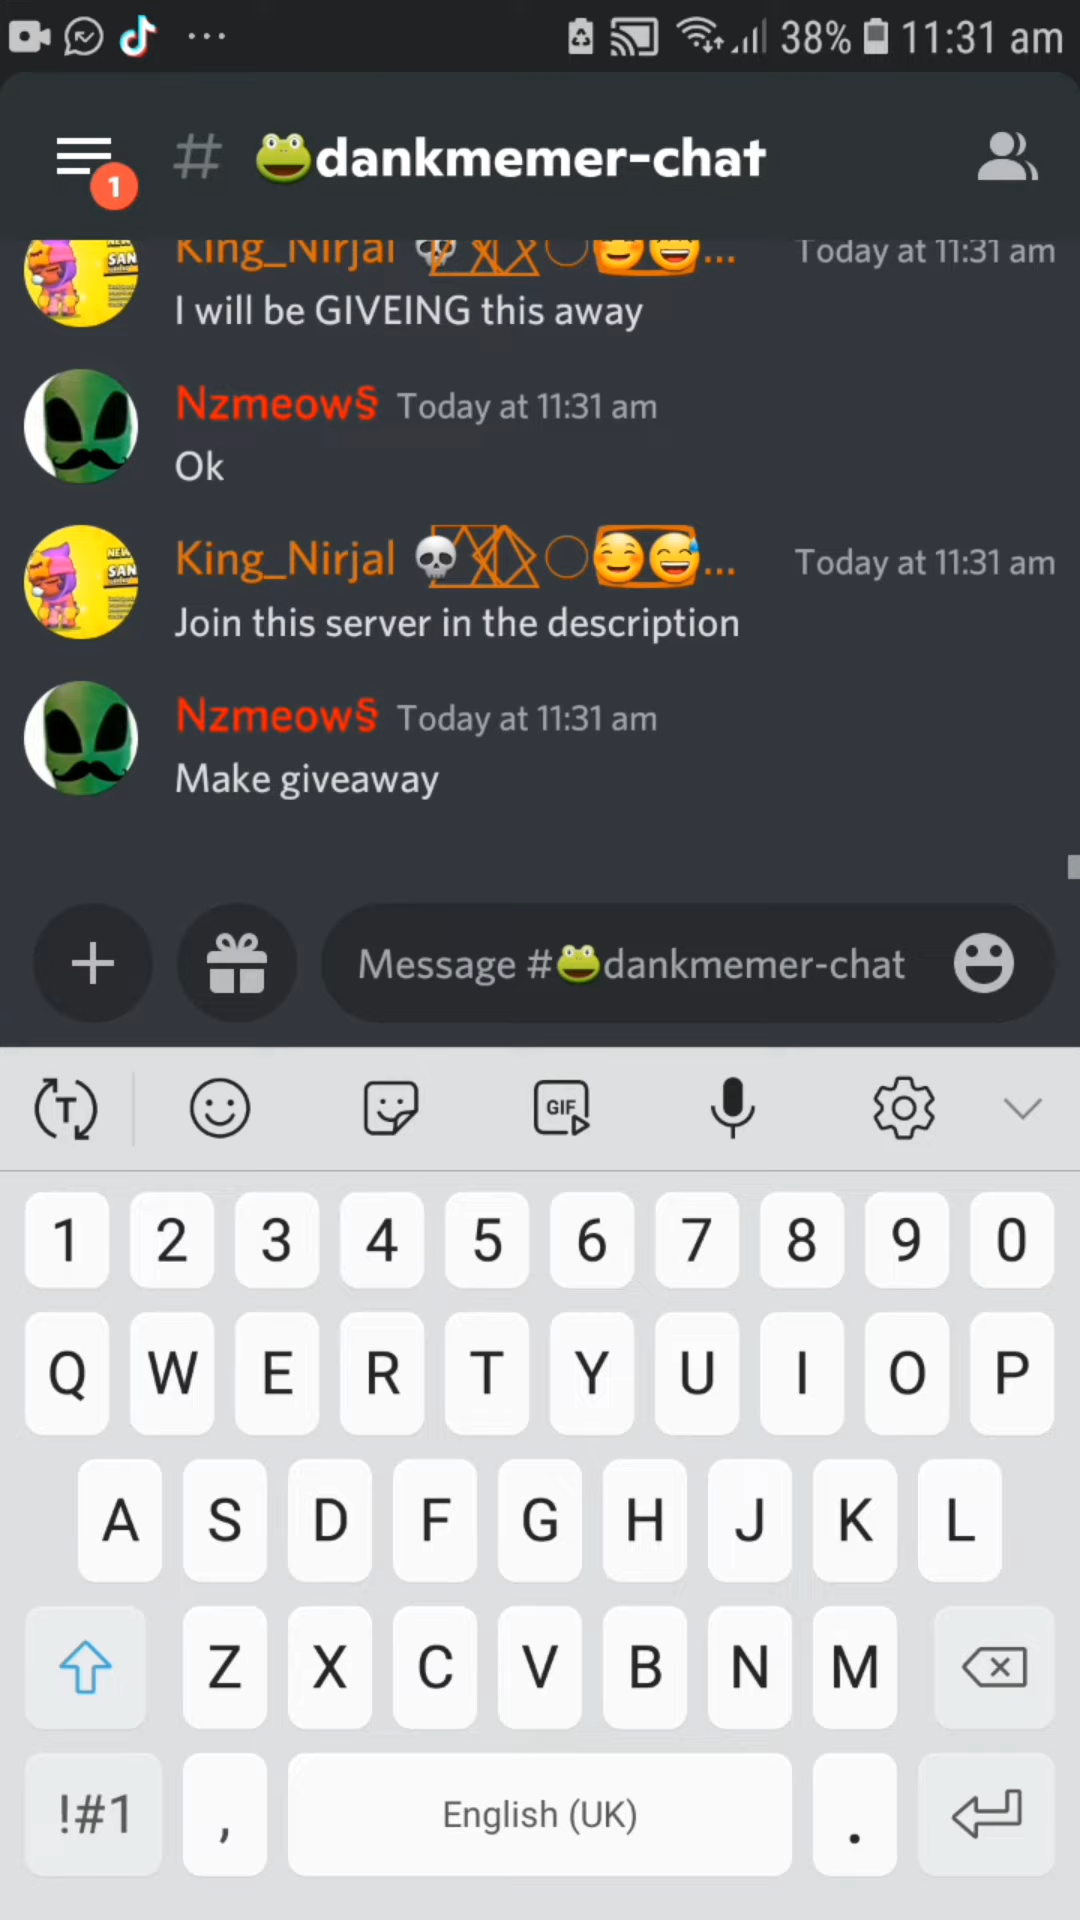 38% 11:31 am
1
# 🐸dankmemer-chat
King_Nirjal 💀 ... Today at 11:31 am
I will be GIVEING this away
Nzmeow§ Today at 11:31 am
Ok
King_Nirjal 💀 ... Today at 11:31 am
Join this server in the description
Nzmeow§ Today at 11:31 am
Make giveaway
Message #🐸dankmemer-chat
T
GIF
1 2 3 4 5 6 7 8 9 0
Q W E R T Y U I O P
A S D F G H J K L
Z X C V B N M
!#1 , English (UK) .